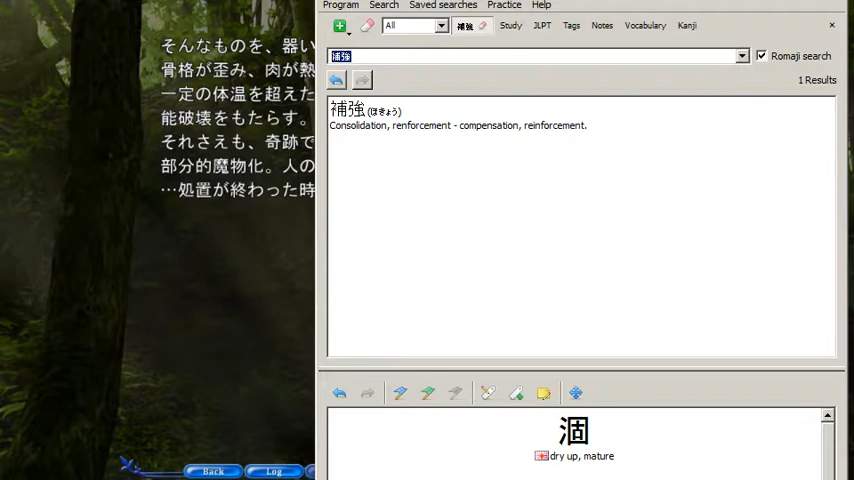 Program Search Saved searches Practice Help
All 補強 Study JLPT Tags Notes Vocabulary Kanji
補強 Romaji search
1 Results
補強 (ほきょう)
Consolidation, renforcement - compensation, reinforcement.
そんなものを、器い
骨格が歪み、肉が熱
一定の体温を超えた
能破壊をもたらす。
それさえも、奇跡で
部分的魔物化。人の
…処置が終わった時
涸
dry up, mature
Back Log